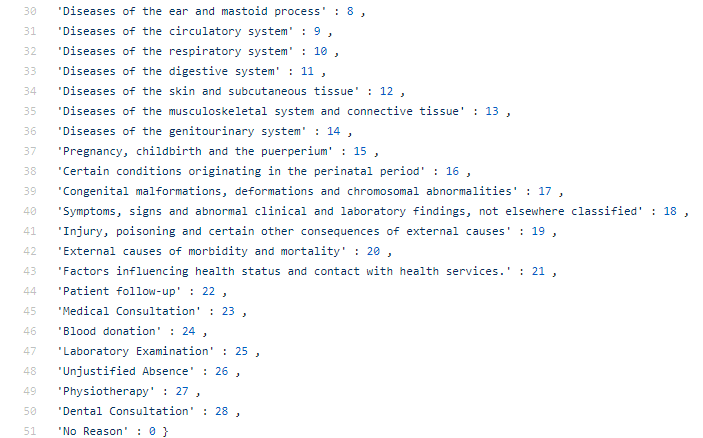 30 'Diseases of the ear and mastoid process' : 8 ,
31 'Diseases of the circulatory system' : 9 ,
32 'Diseases of the respiratory system' : 10 ,
33 'Diseases of the digestive system' : 11 ,
34 'Diseases of the skin and subcutaneous tissue' : 12 ,
35 'Diseases of the musculoskeletal system and connective tissue' : 13 ,
36 'Diseases of the genitourinary system' : 14 ,
37 'Pregnancy, childbirth and the puerperium' : 15 ,
38 'Certain conditions originating in the perinatal period' : 16 ,
39 'Congenital malformations, deformations and chromosomal abnormalities' : 17 ,
40 'Symptoms, signs and abnormal clinical and laboratory findings, not elsewhere classified' : 18 ,
41 'Injury, poisoning and certain other consequences of external causes' : 19 ,
42 'External causes of morbidity and mortality' : 20 ,
43 'Factors influencing health status and contact with health services.' : 21 ,
44 'Patient follow-up' : 22 ,
45 'Medical Consultation' : 23 ,
46 'Blood donation' : 24 ,
47 'Laboratory Examination' : 25 ,
48 'Unjustified Absence' : 26 ,
49 'Physiotherapy' : 27 ,
50 'Dental Consultation' : 28 ,
51 'No Reason' : 0 }